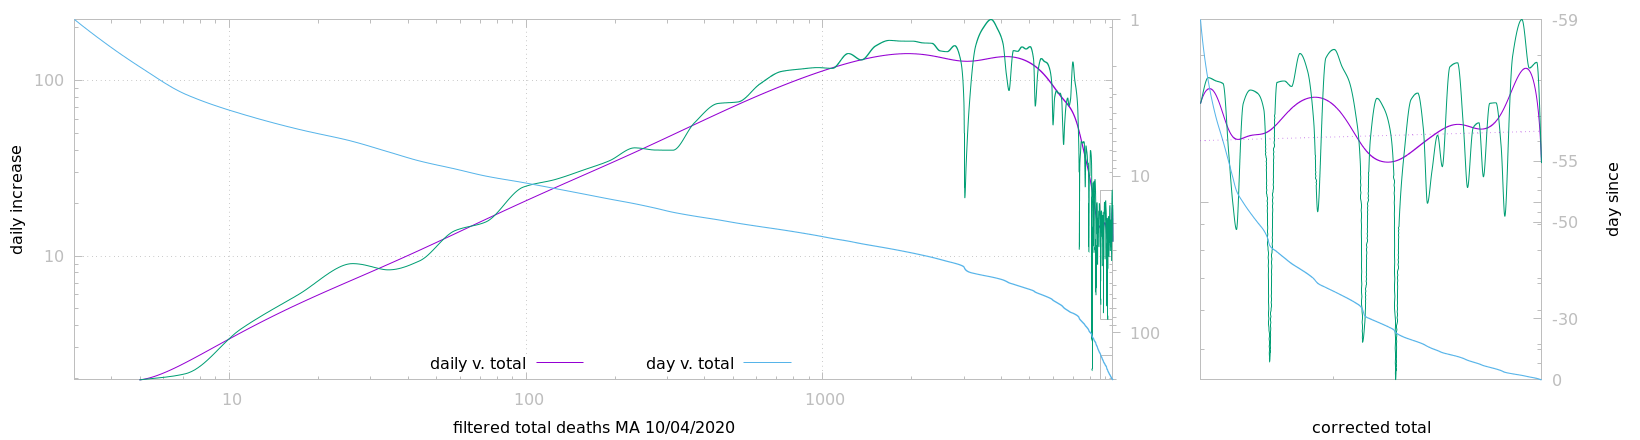 1
-59
100
daily increase
10
-55
day since
-50
10
-30
100
daily v. total
day v. total
0
10
100
1000
filtered total deaths MA 10/04/2020
corrected total